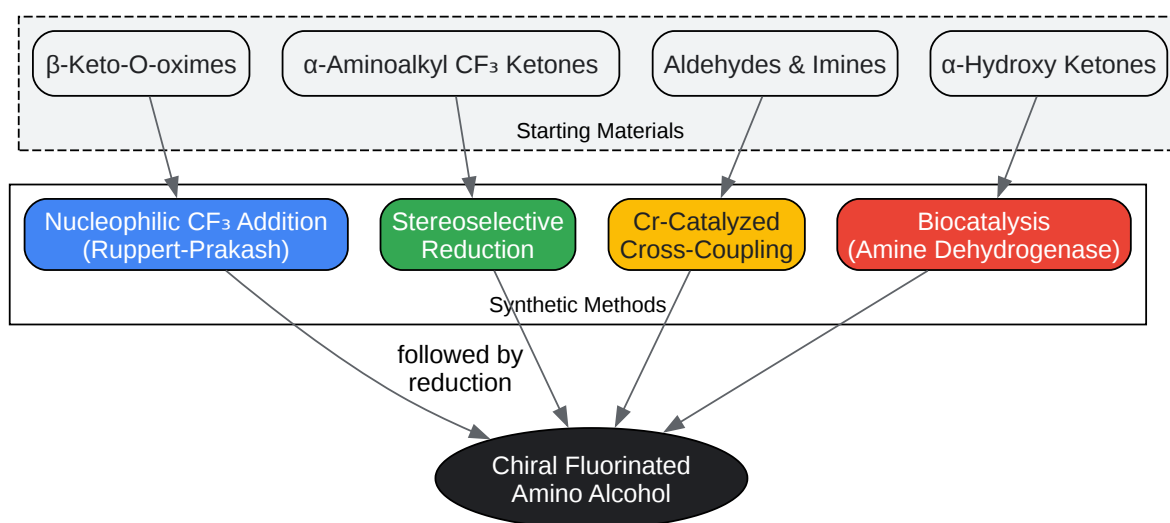 β-Keto-O-oximes
α-Aminoalkyl CF₃ Ketones
Aldehydes & Imines
α-Hydroxy Ketones
Starting Materials
Nucleophilic CF₃ Addition
(Ruppert-Prakash)
Stereoselective
Reduction
Cr-Catalyzed
Cross-Coupling
Biocatalysis
(Amine Dehydrogenase)
Synthetic Methods
followed by
reduction
Chiral Fluorinated
Amino Alcohol